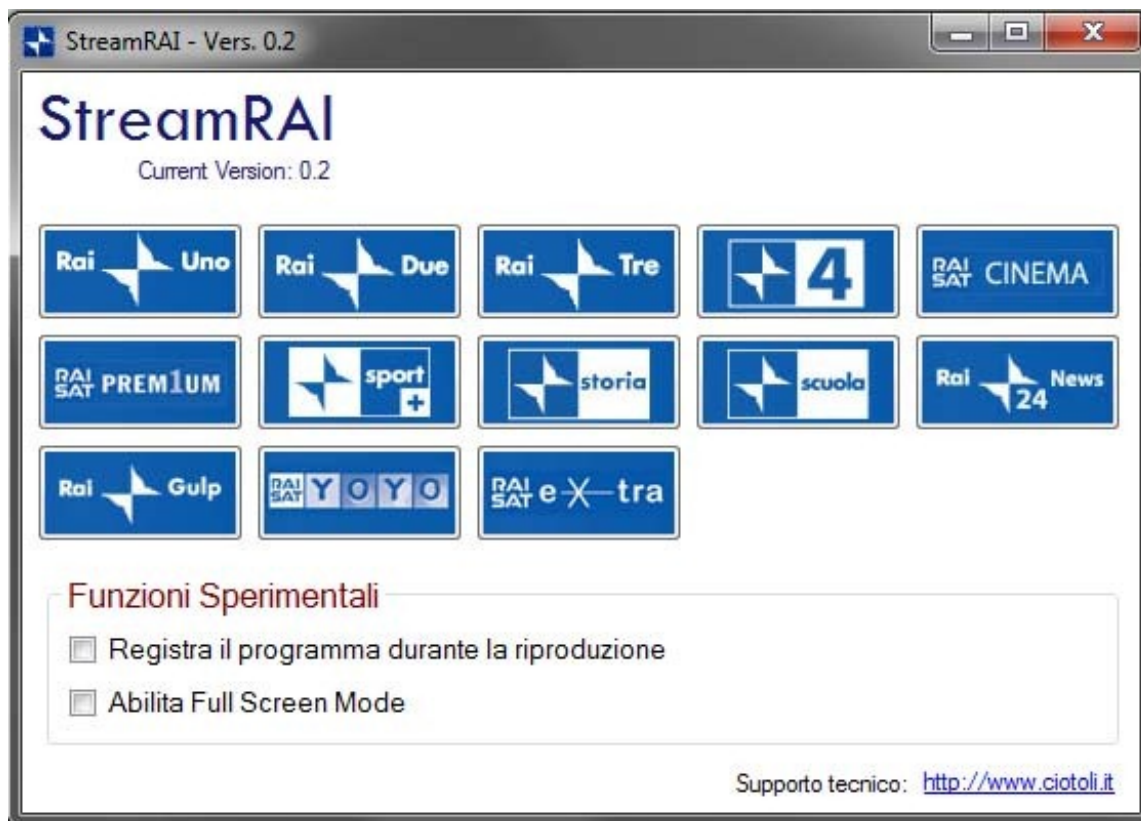 StreamRAI - Vers. 0.2
StreamRAI
Current Version: 0.2
Rai Uno
Rai Due
Rai Tre
4
RAI SAT CINEMA
RAI SAT PREM1UM
sport +
storia
scuola
Rai News 24
Rai Gulp
RAI SAT YOYO
RAI SAT eXtra
Funzioni Sperimentali
Registra il programma durante la riproduzione
Abilita Full Screen Mode
Supporto tecnico: http://www.ciotoli.it